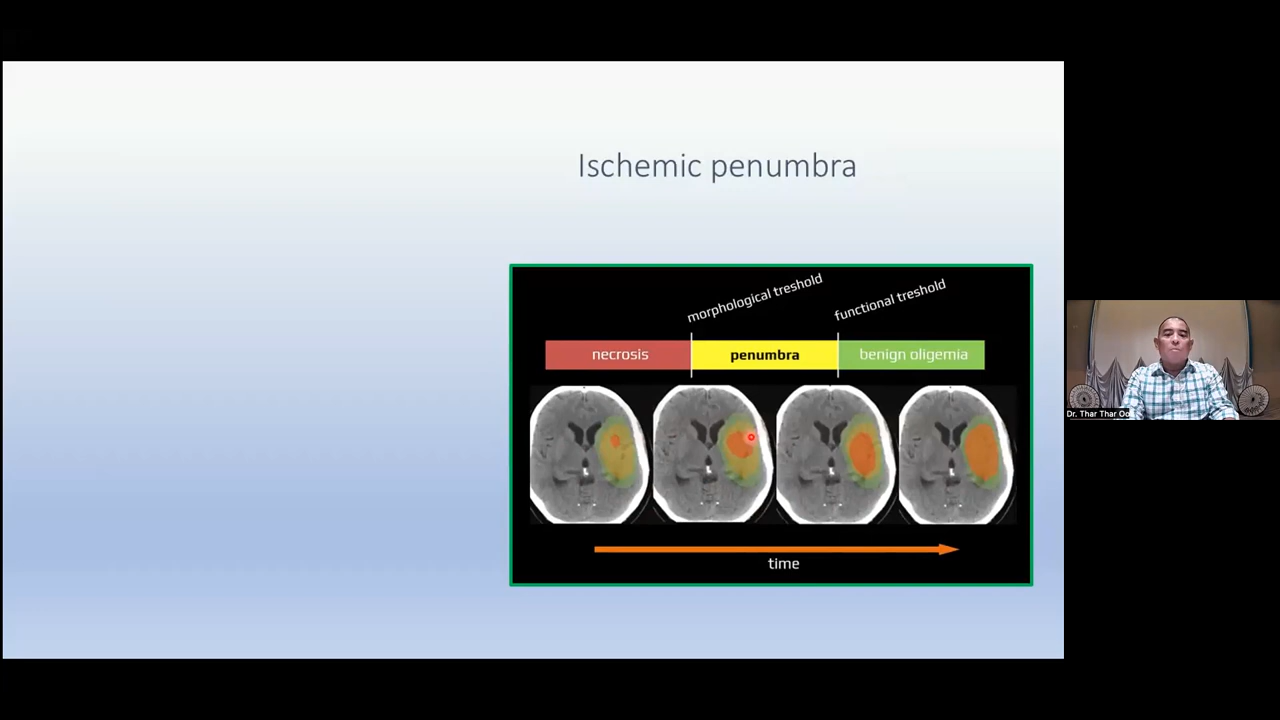 Ischemic penumbra
morphological treshold
functional treshold
necrosis
penumbra
benign oligemia
time
Dr. Thar Thar Oo